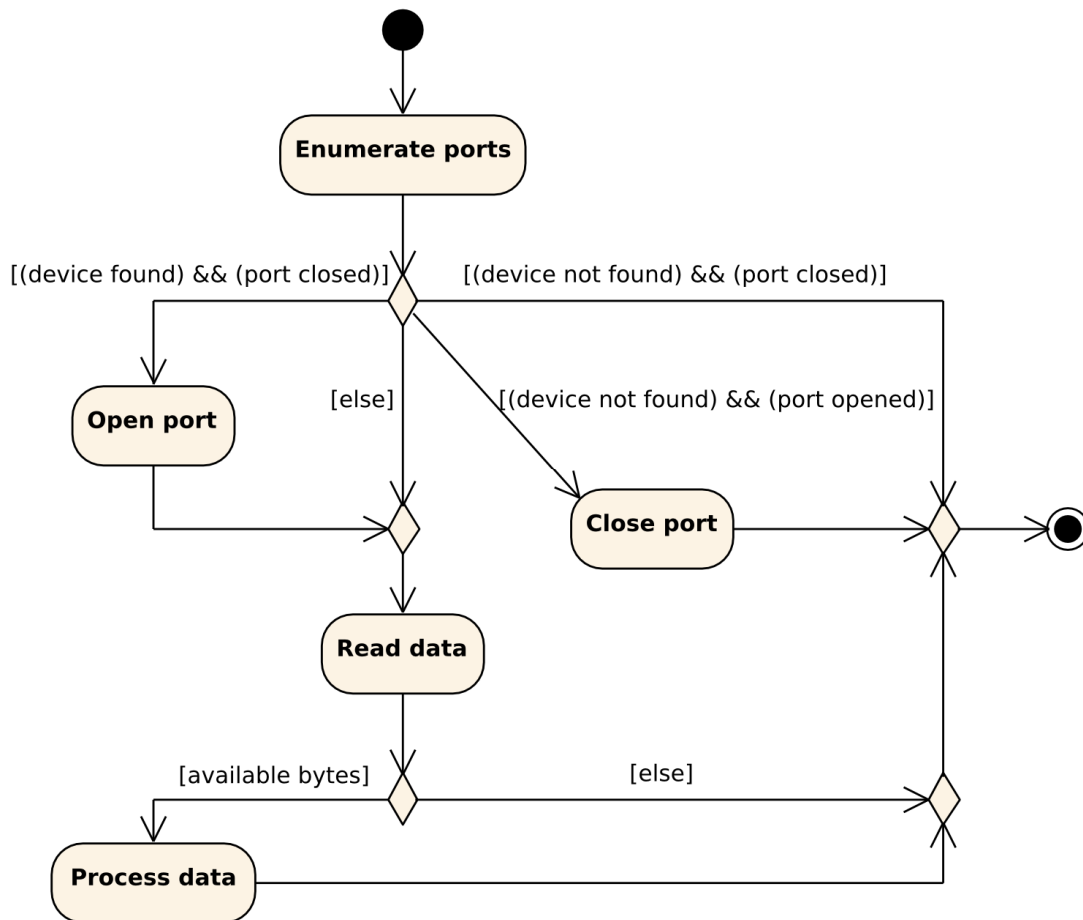 Enumerate ports
[(device found) && (port closed)]
[(device not found) && (port closed)]
[else]
[(device not found) && (port opened)]
Open port
Close port
Read data
[available bytes]
[else]
Process data